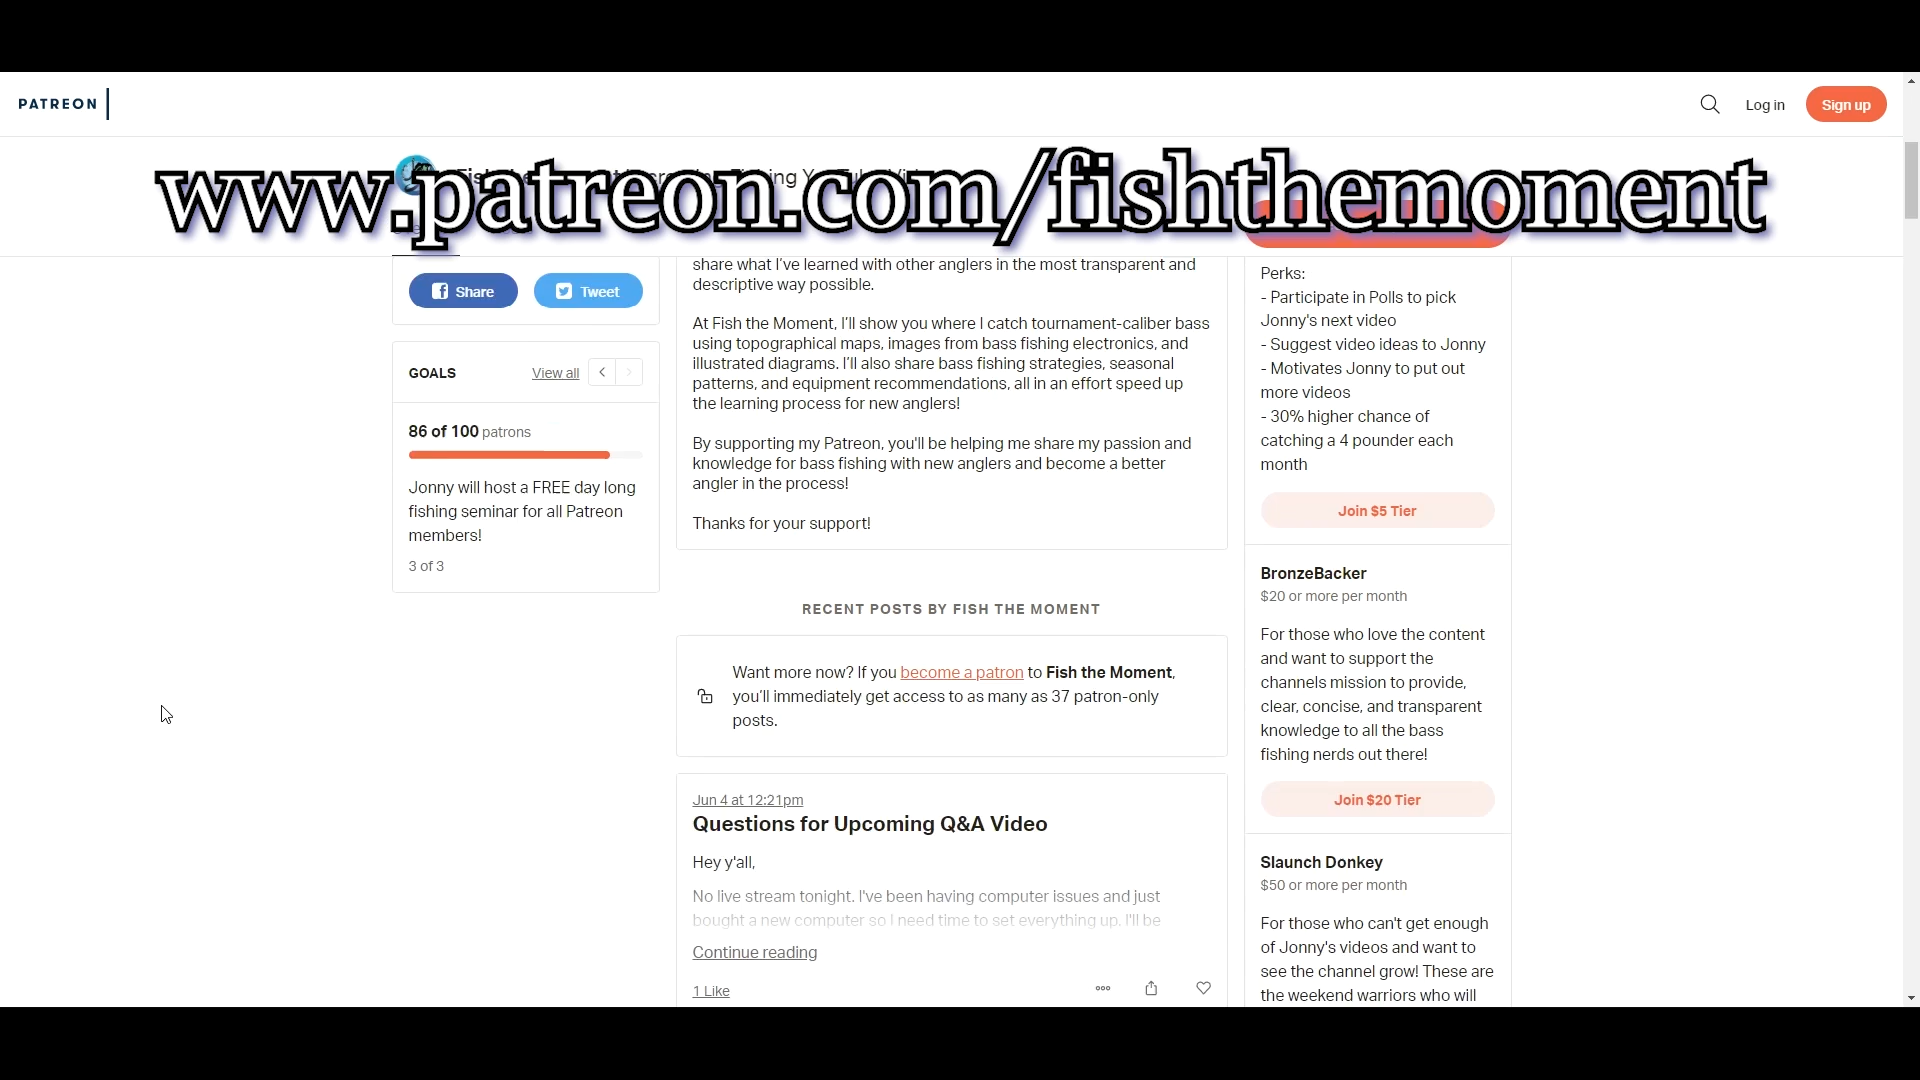 PATREON
Log in
Sign up
www.patreon.com/fishthemoment
Share
Tweet
GOALS
View all
86 of 100 patrons
Jonny will host a FREE day long
fishing seminar for all Patreon
members!
3 of 3
share what I've learned with other anglers in the most transparent and
descriptive way possible.
At Fish the Moment, I'll show you where I catch tournament-caliber bass
using topographical maps, images from bass fishing electronics, and
illustrated diagrams. I'll also share bass fishing strategies, seasonal
patterns, and equipment recommendations, all in an effort speed up
the learning process for new anglers!
By supporting my Patreon, you'll be helping me share my passion and
knowledge for bass fishing with new anglers and become a better
angler in the process!
Thanks for your support!
RECENT POSTS BY FISH THE MOMENT
Want more now? If you become a patron to Fish the Moment,
you'll immediately get access to as many as 37 patron-only
posts.
Jun 4 at 12:21pm
Questions for Upcoming Q&A Video
Hey y'all,
No live stream tonight. I've been having computer issues and just
bought a new computer so I need time to set everything up. I'll be
Continue reading
1 Like
Perks:
- Participate in Polls to pick
Jonny's next video
- Suggest video ideas to Jonny
- Motivates Jonny to put out
more videos
- 30% higher chance of
catching a 4 pounder each
month
Join $5 Tier
BronzeBacker
$20 or more per month
For those who love the content
and want to support the
channels mission to provide,
clear, concise, and transparent
knowledge to all the bass
fishing nerds out there!
Join $20 Tier
Slaunch Donkey
$50 or more per month
For those who can't get enough
of Jonny's videos and want to
see the channel grow! These are
the weekend warriors who will